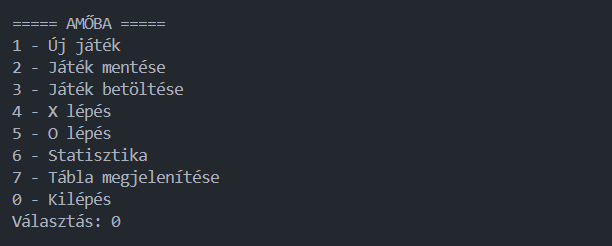 ===== AMŐBA =====
1 - Új játék
2 - Játék mentése
3 - Játék betöltése
4 - X lépés
5 - O lépés
6 - Statisztika
7 - Tábla megjelenítése
0 - Kilépés
Választás: 0